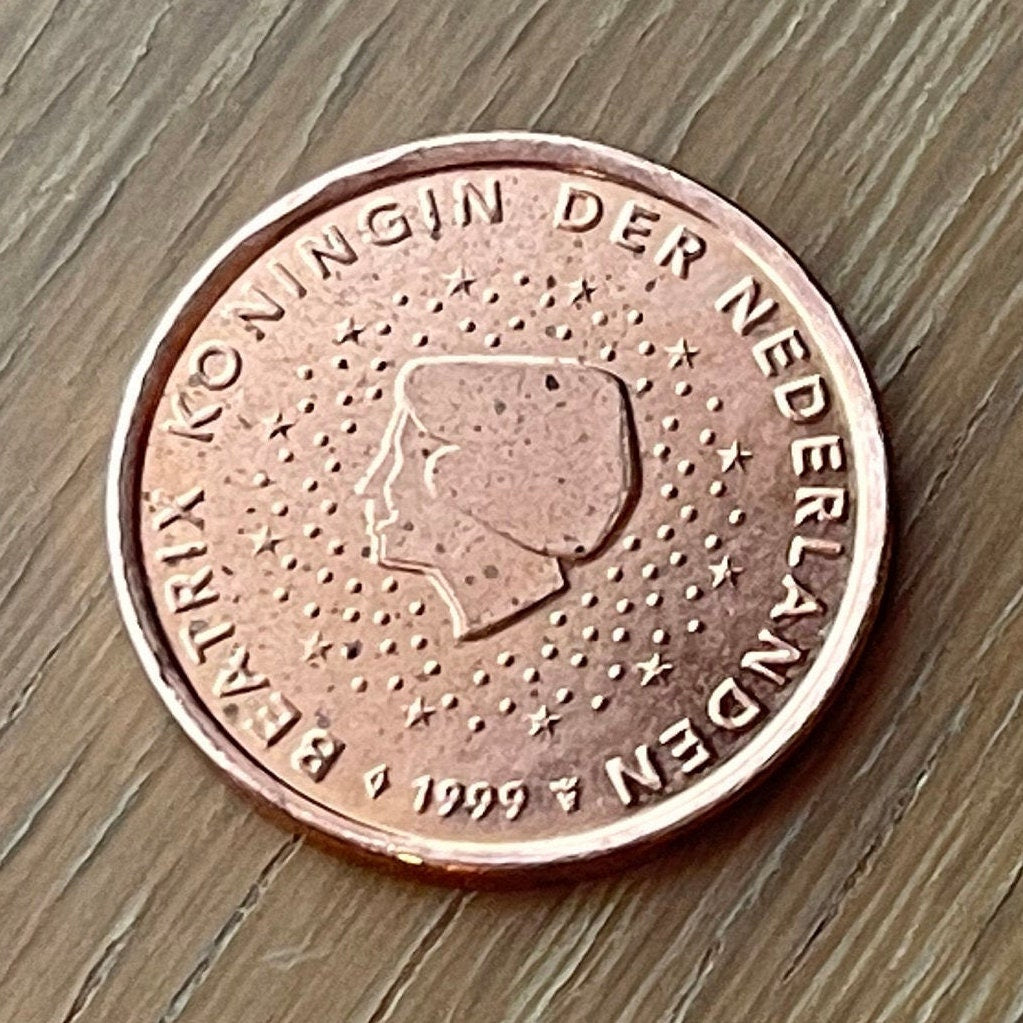 BEATRIX KONINGIN DER NEDERLANDEN
1999